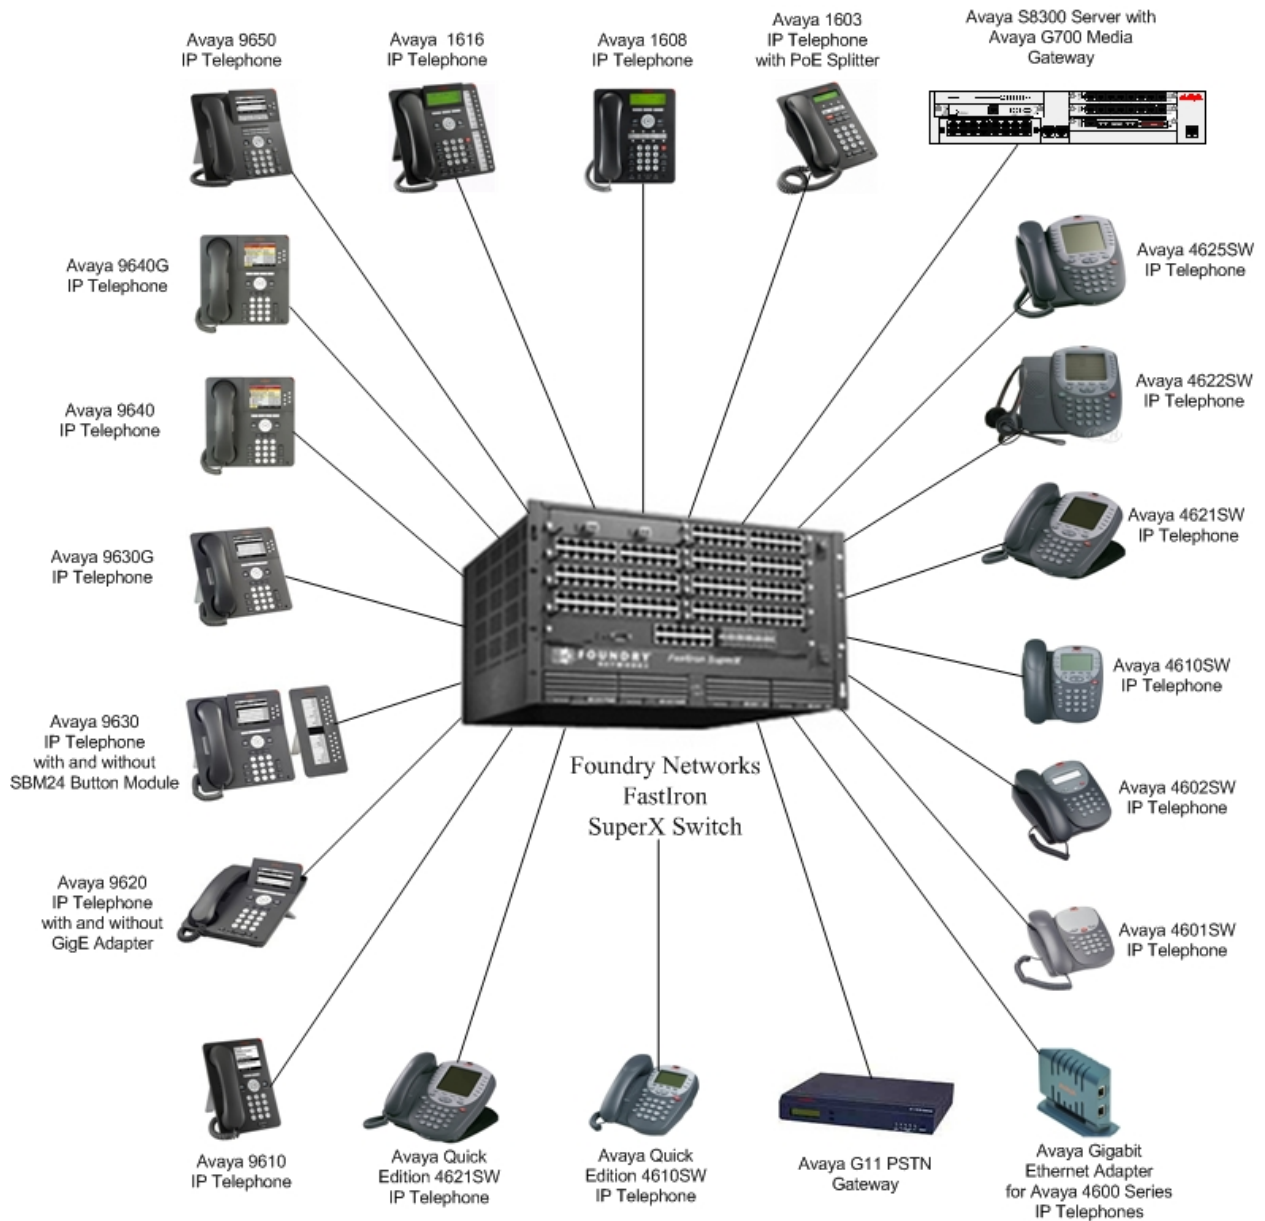 Avaya 9650
IP Telephone
Avaya 1616
IP Telephone
Avaya 1608
IP Telephone
Avaya 1603
IP Telephone
with PoE Splitter
Avaya S8300 Server with
Avaya G700 Media
Gateway
Avaya 9640G
IP Telephone
Avaya 4625SW
IP Telephone
Avaya 9640
IP Telephone
Avaya 4622SW
IP Telephone
Avaya 9630G
IP Telephone
Avaya 4621SW
IP Telephone
FOUNDRY
NETWORKS
FastIron SuperX
Avaya 4610SW
IP Telephone
Avaya 9630
IP Telephone
with and without
SBM24 Button Module
Foundry Networks
FastIron
SuperX Switch
Avaya 4602SW
IP Telephone
Avaya 9620
IP Telephone
with and without
GigE Adapter
Avaya 4601SW
IP Telephone
Avaya 9610
IP Telephone
Avaya Quick
Edition 4621SW
IP Telephone
Avaya Quick
Edition 4610SW
IP Telephone
Avaya G11 PSTN
Gateway
Avaya Gigabit
Ethernet Adapter
for Avaya 4600 Series
IP Telephones